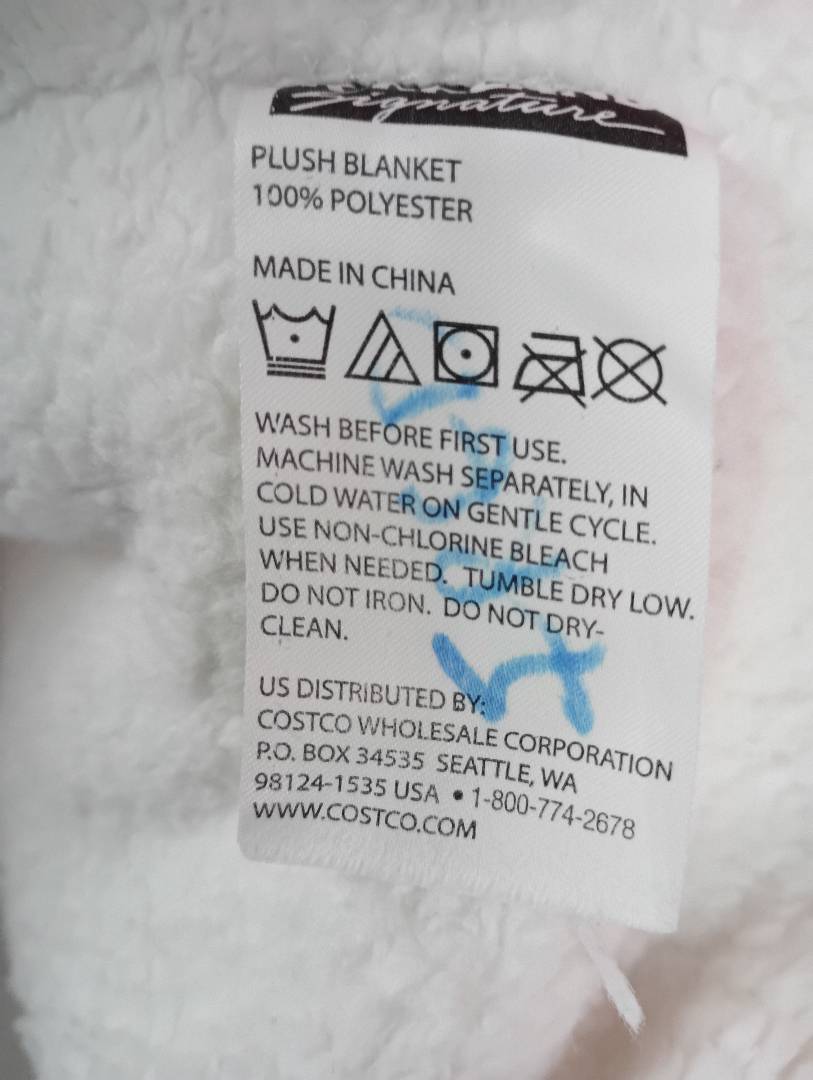 Signature
PLUSH BLANKET
100% POLYESTER
MADE IN CHINA
WASH BEFORE FIRST USE.
MACHINE WASH SEPARATELY, IN
COLD WATER ON GENTLE CYCLE.
USE NON-CHLORINE BLEACH
WHEN NEEDED. TUMBLE DRY LOW.
DO NOT IRON. DO NOT DRY-
CLEAN.
US DISTRIBUTED BY:
COSTCO WHOLESALE CORPORATION
P.O. BOX 34535 SEATTLE, WA
98124-1535 USA • 1-800-774-2678
WWW.COSTCO.COM